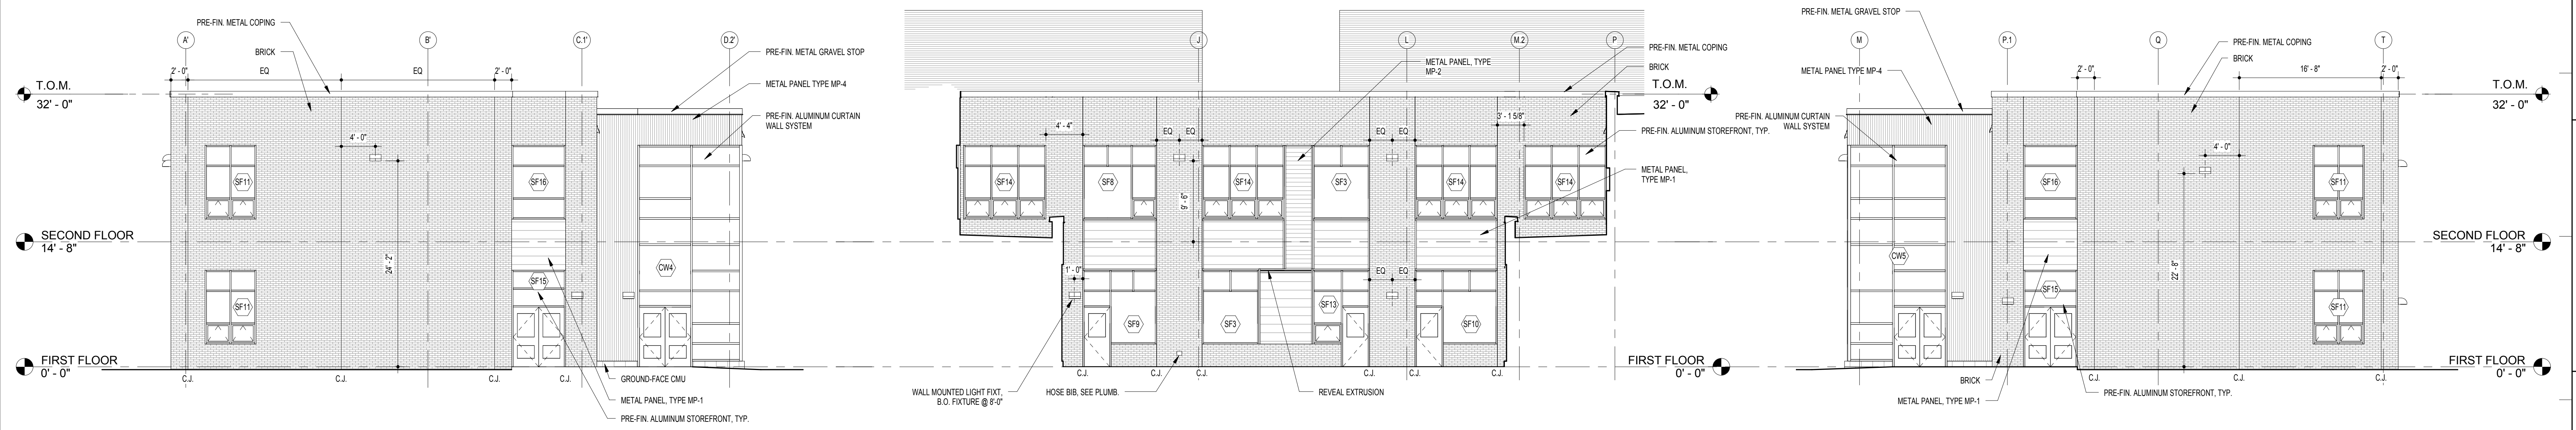 PRE-FIN. METAL COPING
BRICK
A'
B'
C.1'
D.2'
PRE-FIN. METAL GRAVEL STOP
METAL PANEL TYPE MP-4
PRE-FIN. ALUMINUM CURTAIN
WALL SYSTEM
2' - 0"
EQ
EQ
2' - 0"
T.O.M.
32' - 0"
4' - 0"
SF11
SF16
SECOND FLOOR
14' - 8"
24' - 2"
CW4
SF15
SF11
FIRST FLOOR
0' - 0"
C.J.
C.J.
C.J.
C.J.
GROUND-FACE CMU
METAL PANEL, TYPE MP-1
PRE-FIN. ALUMINUM STOREFRONT, TYP.
J
L
M.2
P
PRE-FIN. METAL COPING
METAL PANEL, TYPE
MP-2
BRICK
T.O.M.
32' - 0"
4' - 4"
EQ
EQ
EQ
EQ
3' - 1 5/8"
PRE-FIN. ALUMINUM STOREFRONT, TYP.
METAL PANEL,
TYPE MP-1
SF14
SF8
SF14
SF3
SF14
SF14
9' - 6"
1' - 0"
EQ
EQ
SF9
SF3
SF13
SF10
FIRST FLOOR
0' - 0"
C.J.
C.J.
C.J.
C.J.
C.J.
C.J.
WALL MOUNTED LIGHT FIXT,
B.O. FIXTURE @ 8'-0"
HOSE BIB, SEE PLUMB.
REVEAL EXTRUSION
PRE-FIN. METAL GRAVEL STOP
M
P.1
Q
T
PRE-FIN. METAL COPING
BRICK
METAL PANEL TYPE MP-4
2' - 0"
16' - 8"
2' - 0"
T.O.M.
32' - 0"
PRE-FIN. ALUMINUM CURTAIN
WALL SYSTEM
4' - 0"
SF16
SF11
SECOND FLOOR
14' - 8"
CW5
22' - 8"
SF15
SF11
FIRST FLOOR
0' - 0"
C.J.
C.J.
C.J.
BRICK
METAL PANEL, TYPE MP-1
PRE-FIN. ALUMINUM STOREFRONT, TYP.